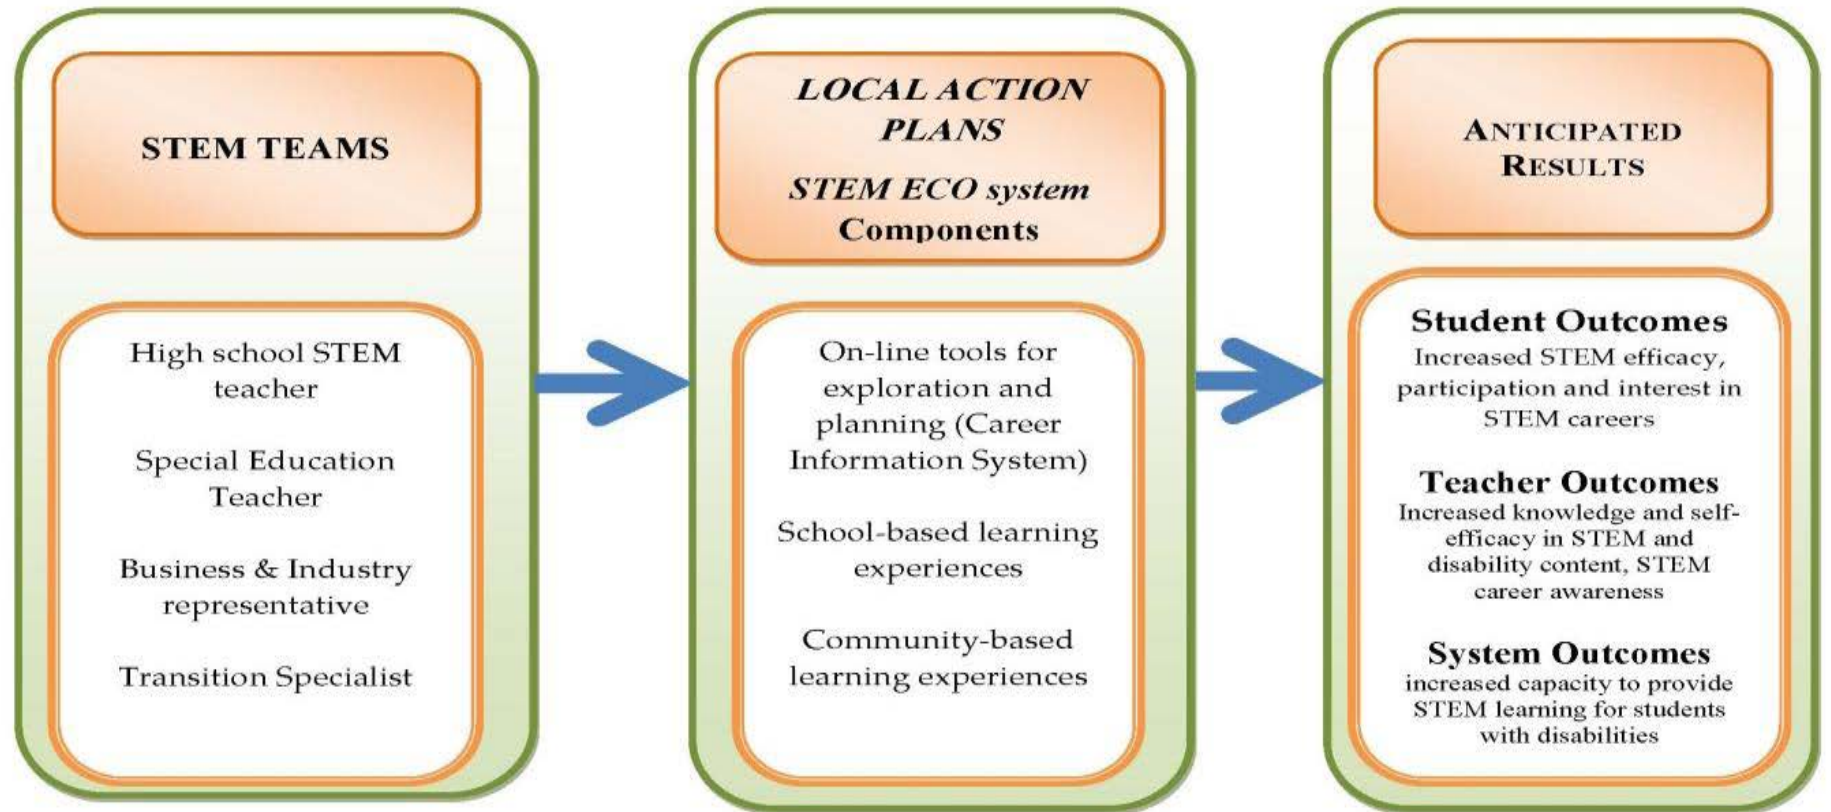 STEM TEAMS
High school STEM
teacher
Special Education
Teacher
Business & Industry
representative
Transition Specialist
LOCAL ACTION
PLANS
STEM ECO system
Components
On-line tools for
exploration and
planning (Career
Information System)
School-based learning
experiences
Community-based
learning experiences
ANTICIPATED
RESULTS
Student Outcomes
Increased STEM efficacy,
participation and interest in
STEM careers
Teacher Outcomes
Increased knowledge and self-
efficacy in STEM and
disability content, STEM
career awareness
System Outcomes
increased capacity to provide
STEM learning for students
with disabilities